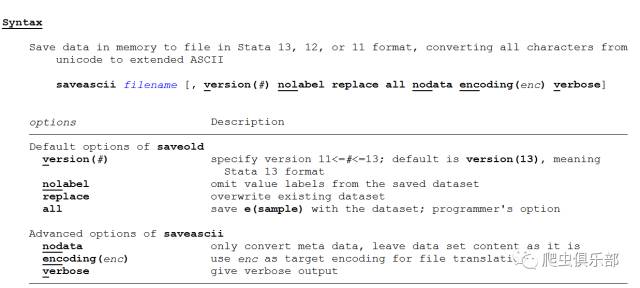 Syntax
Save data in memory to file in Stata 13, 12, or 11 format, converting all characters from
unicode to extended ASCII
saveascii filename [, version(#) nolabel replace all nodata encoding(enc) verbose]
options Description
Default options of saveold
version(#) specify version 11<=#<=13; default is version(13), meaning
Stata 13 format
nolabel omit value labels from the saved dataset
replace overwrite existing dataset
all save e(sample) with the dataset; programmer's option
Advanced options of saveascii
nodata only convert meta data, leave data set content as it is
encoding(enc) use enc as target encoding for file translati
verbose give verbose output
爬虫俱乐部